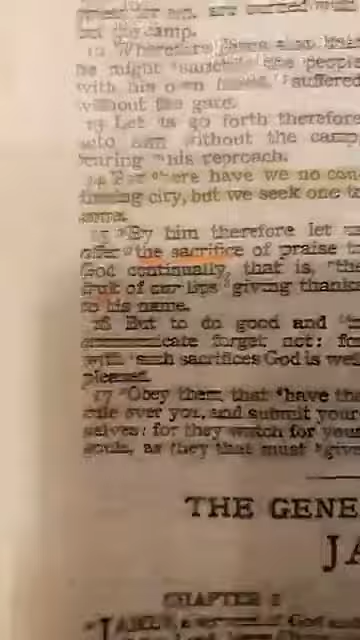 are
the camp.
12 Wherefore Jesus also that
he might the people
with his own suffered
without the gate.
13 Let us go forth therefore
unto him without the camp,
bearing his reproach.
14 For here have we no con-
tinuing city, but we seek one to
come.
15 By him therefore let us
offer the sacrifice of praise to
God continually, that is, the
fruit of our lips giving thanks
to his name.
16 But to do good and to
forget not: for
with such sacrifices God is well
pleased.
17 Obey them that have the
rule over you, and submit your-
selves: for they watch for your
souls, as they that must give
THE GENE
JA
CHAPTER 1
JAMES, a servant of God and